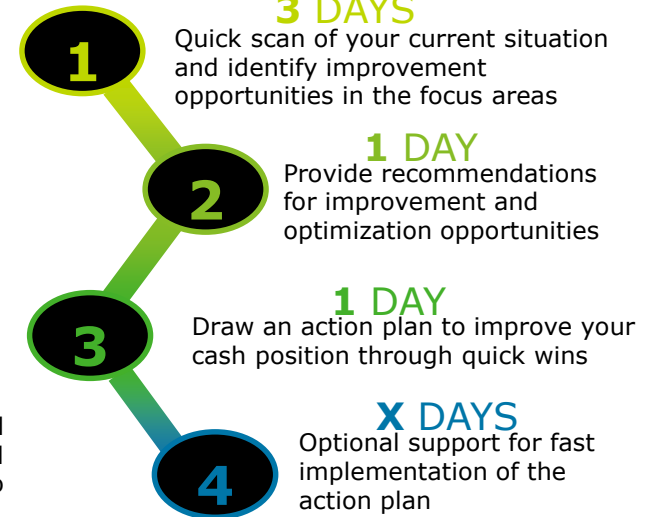 3 DAYS
1
Quick scan of your current situation
and identify improvement
opportunities in the focus areas
1 DAY
2
Provide recommendations
for improvement and
optimization opportunities
1 DAY
3
Draw an action plan to improve your
cash position through quick wins
X DAYS
4
Optional support for fast
implementation of the
action plan